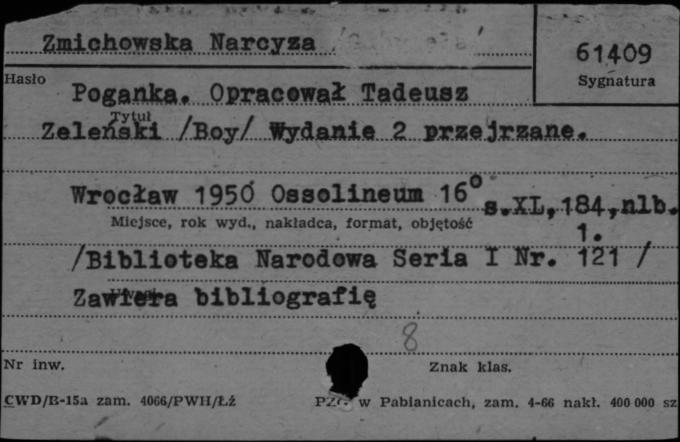 Zmichowska Narcyza
61409
Hasło
Sygnatura
Poganka. Opracował Tadeusz
Tytuł
Zeleński /Boy/ Wydanie 2 przejrzane.
Wrocław 1950 Ossolineum 16° s.XL,184,nlb.
Miejsce, rok wyd., nakładca, format, objętość
1.
/Biblioteka Narodowa Seria I Nr. 121 /
Zawiera bibliografię
8
Nr inw.
Znak klas.
CWD/B-15a zam. 4066/PWH/Łź
w Pabianicach, zam. 4-66 nakł. 400 000 sz